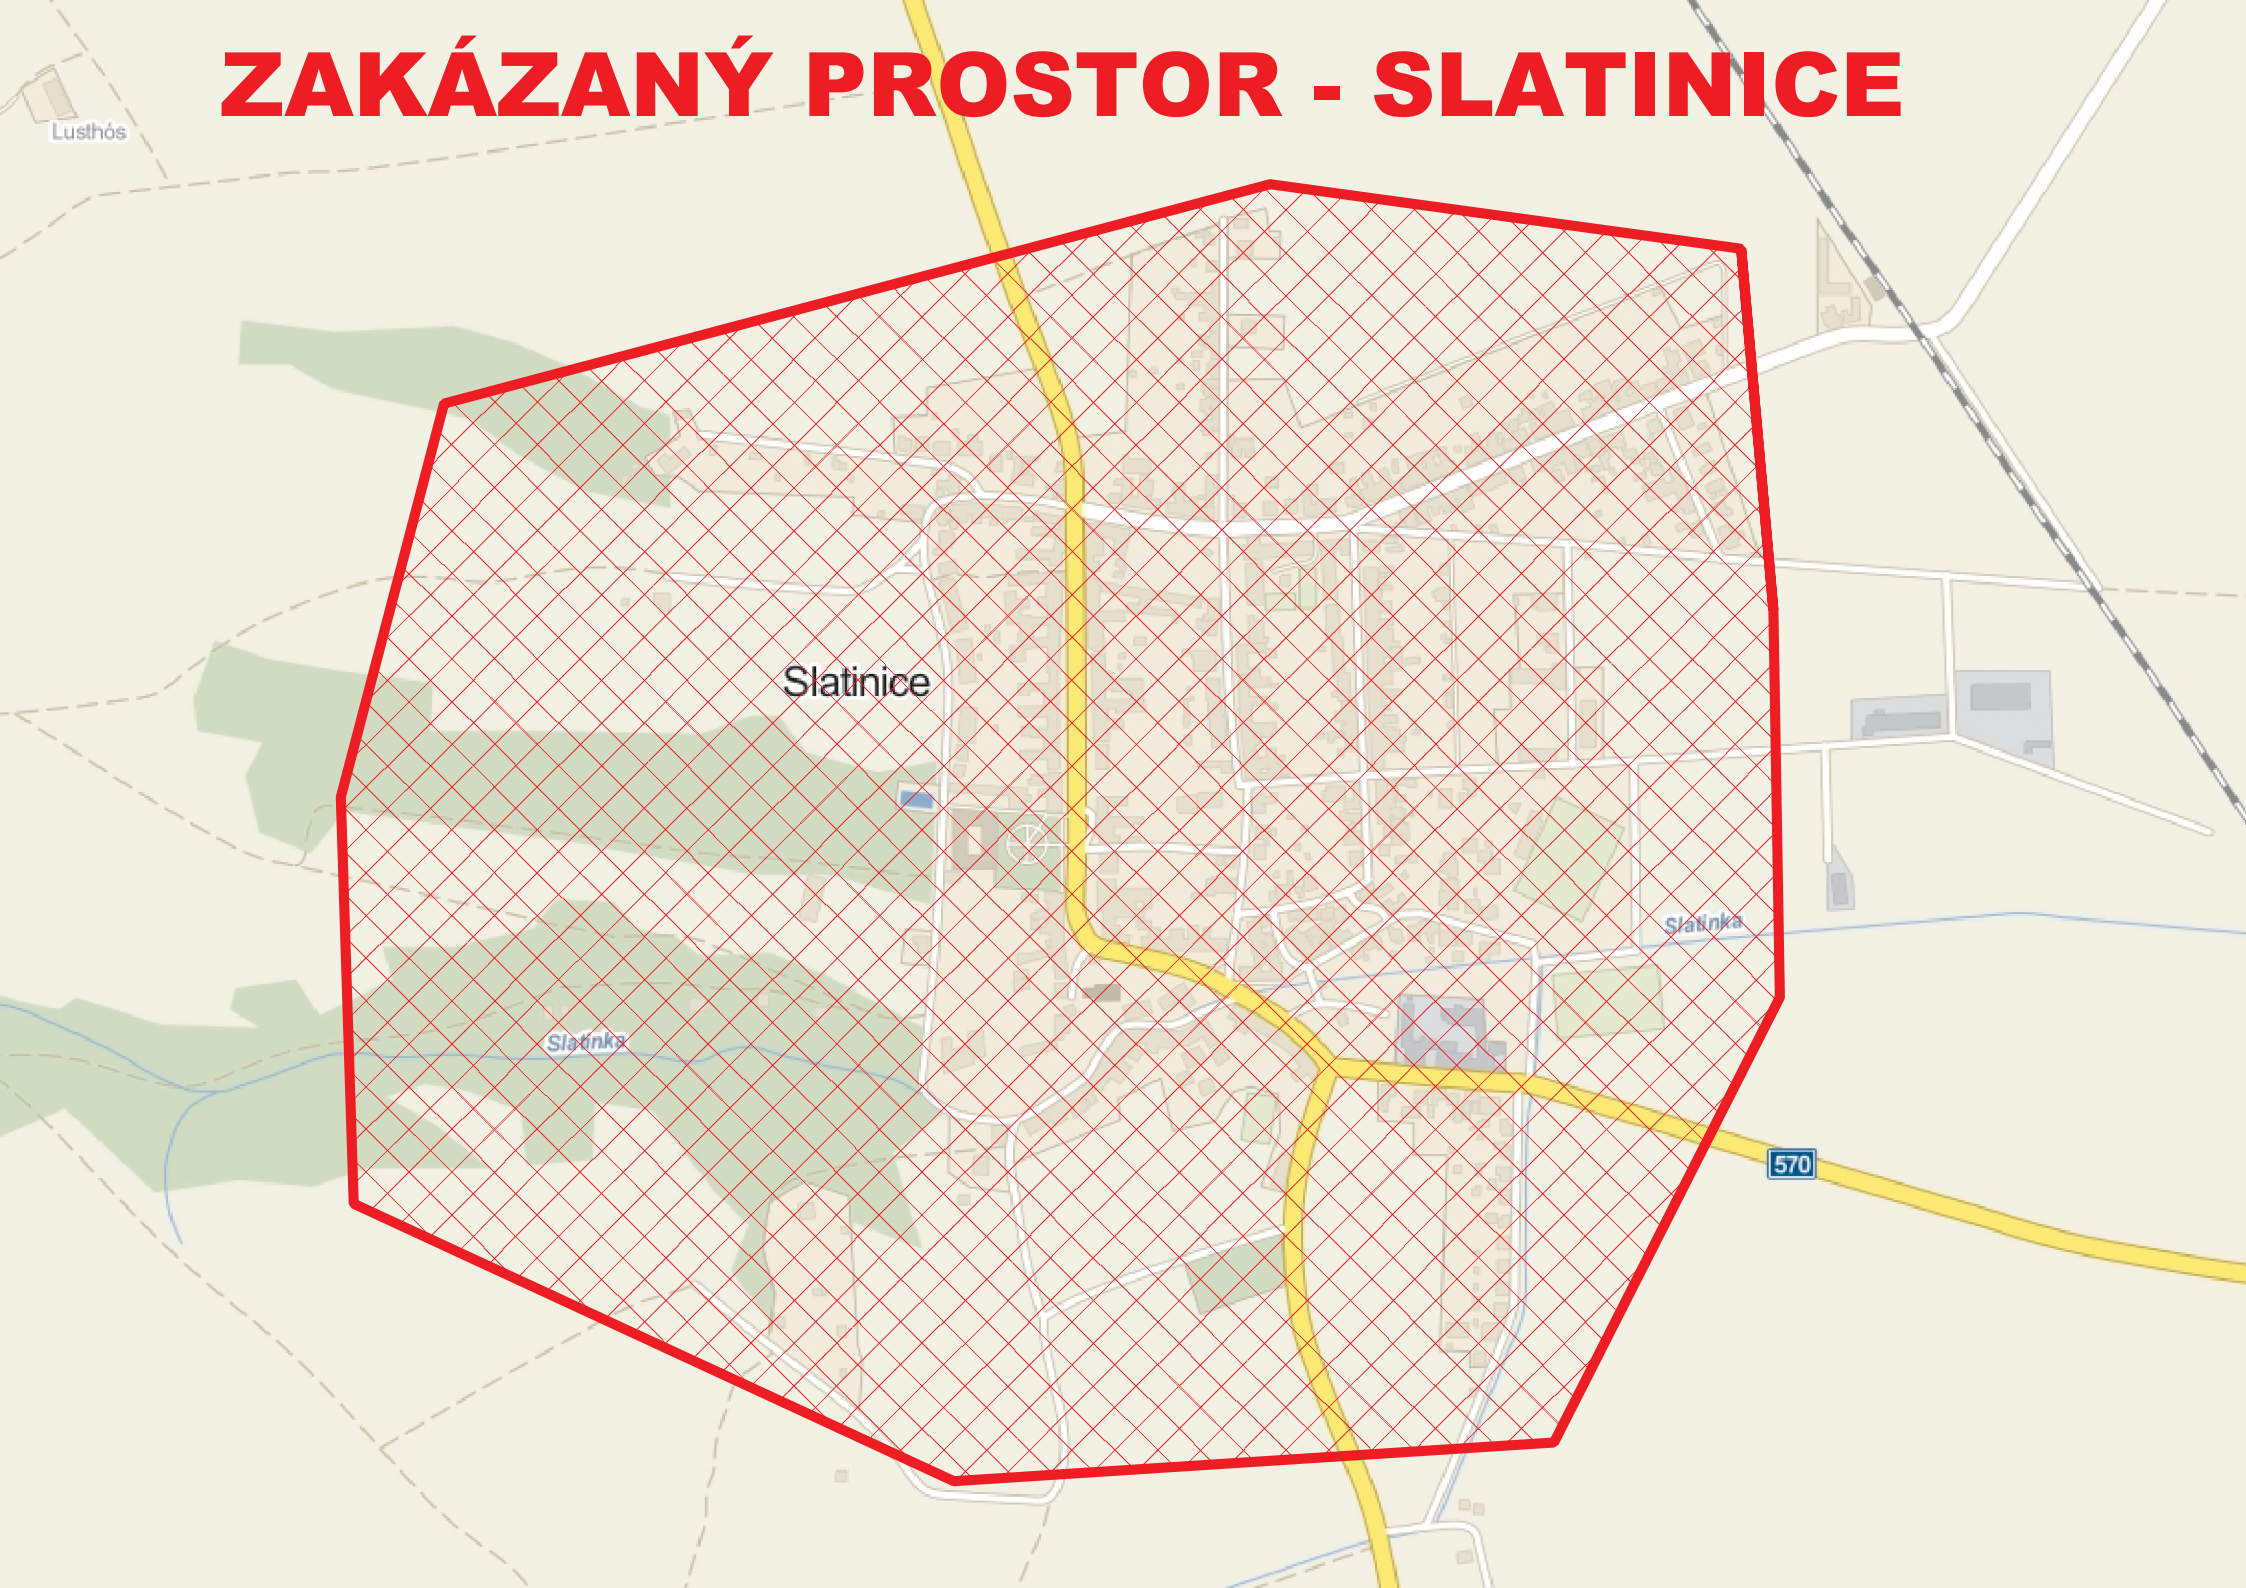 ZAKÁZANÝ PROSTOR - SLATINICE
Lusthós
Slatinice
Slatinka
Slatinka
570